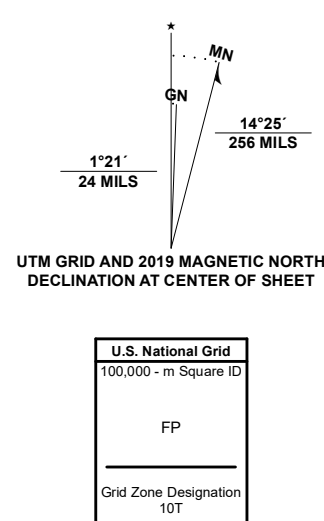 MN
GN
14°25´
256 MILS
1°21´
24 MILS
UTM GRID AND 2019 MAGNETIC NORTH
DECLINATION AT CENTER OF SHEET
U.S. National Grid
100,000 - m Square ID
FP
Grid Zone Designation
10T